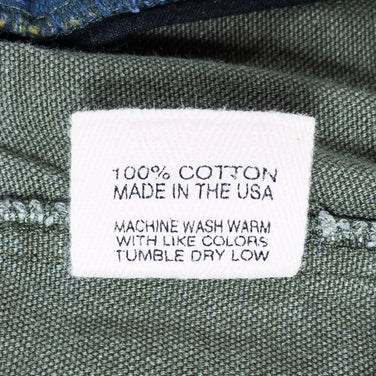 100% COTTON
MADE IN THE USA
MACHINE WASH WARM
WITH LIKE COLORS
TUMBLE DRY LOW